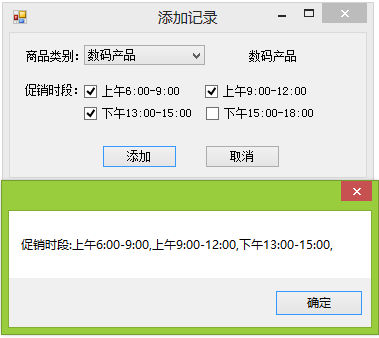 添加记录
商品类别: 数码产品 数码产品
促销时段: 上午6:00-9:00 上午9:00-12:00
下午13:00-15:00 下午15:00-18:00
添加 取消
促销时段:上午6:00-9:00,上午9:00-12:00,下午13:00-15:00,
确定